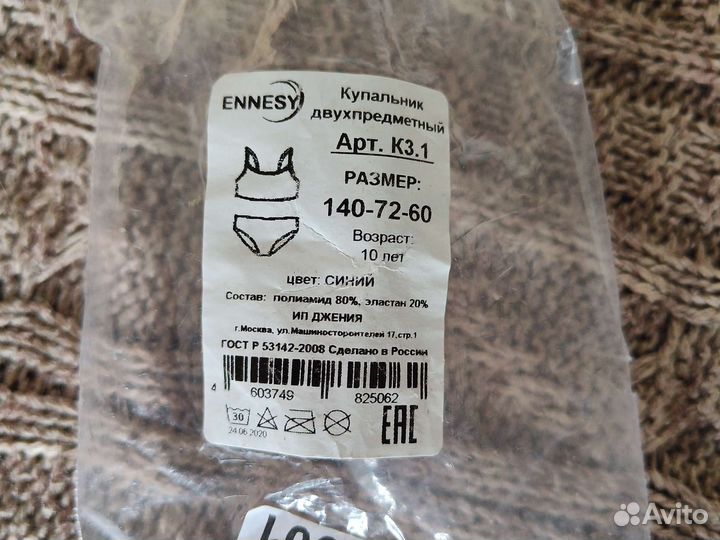 ENNESY
Купальник
двухпредметный
Арт. К3.1
РАЗМЕР:
140-72-60
Возраст:
10 лет
цвет: СИНИЙ
Состав: полиамид 80%, эластан 20%
ИП ДЖЕНИЯ
г.Москва, ул.Машиностороителей 17,стр.1
ГОСТ Р 53142-2008 Сделано в России
4 603749 825062
30
24.06.2020
EAC
Avito